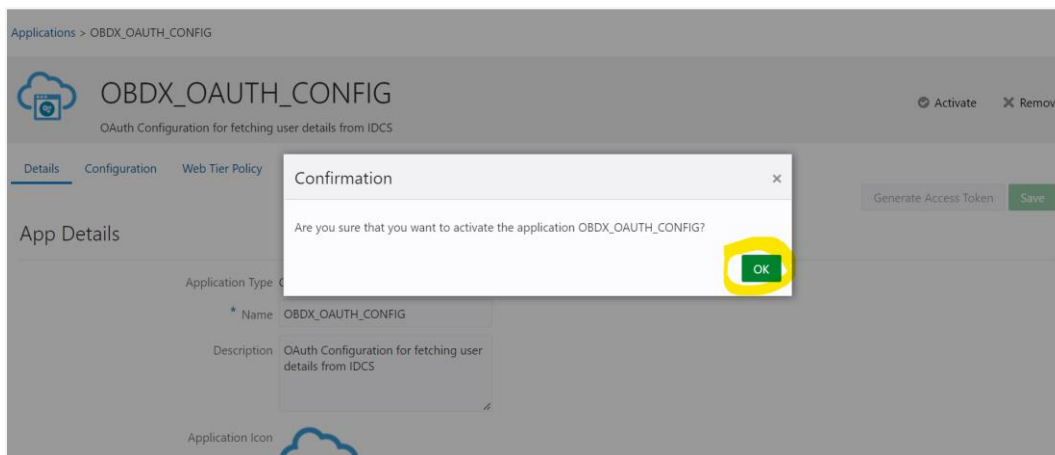 Applications > OBDX_OAUTH_CONFIG
OBDX_OAUTH_CONFIG
OAuth Configuration for fetching user details from IDCS
Activate
Details Configuration Web Tier Policy
Confirmation
Generate Access Token Save
Are you sure that you want to activate the application OBDX_OAUTH_CONFIG?
OK
App Details
Application Type
* Name OBDX_OAUTH_CONFIG
Description OAuth Configuration for fetching user
details from IDCS
Application Icon